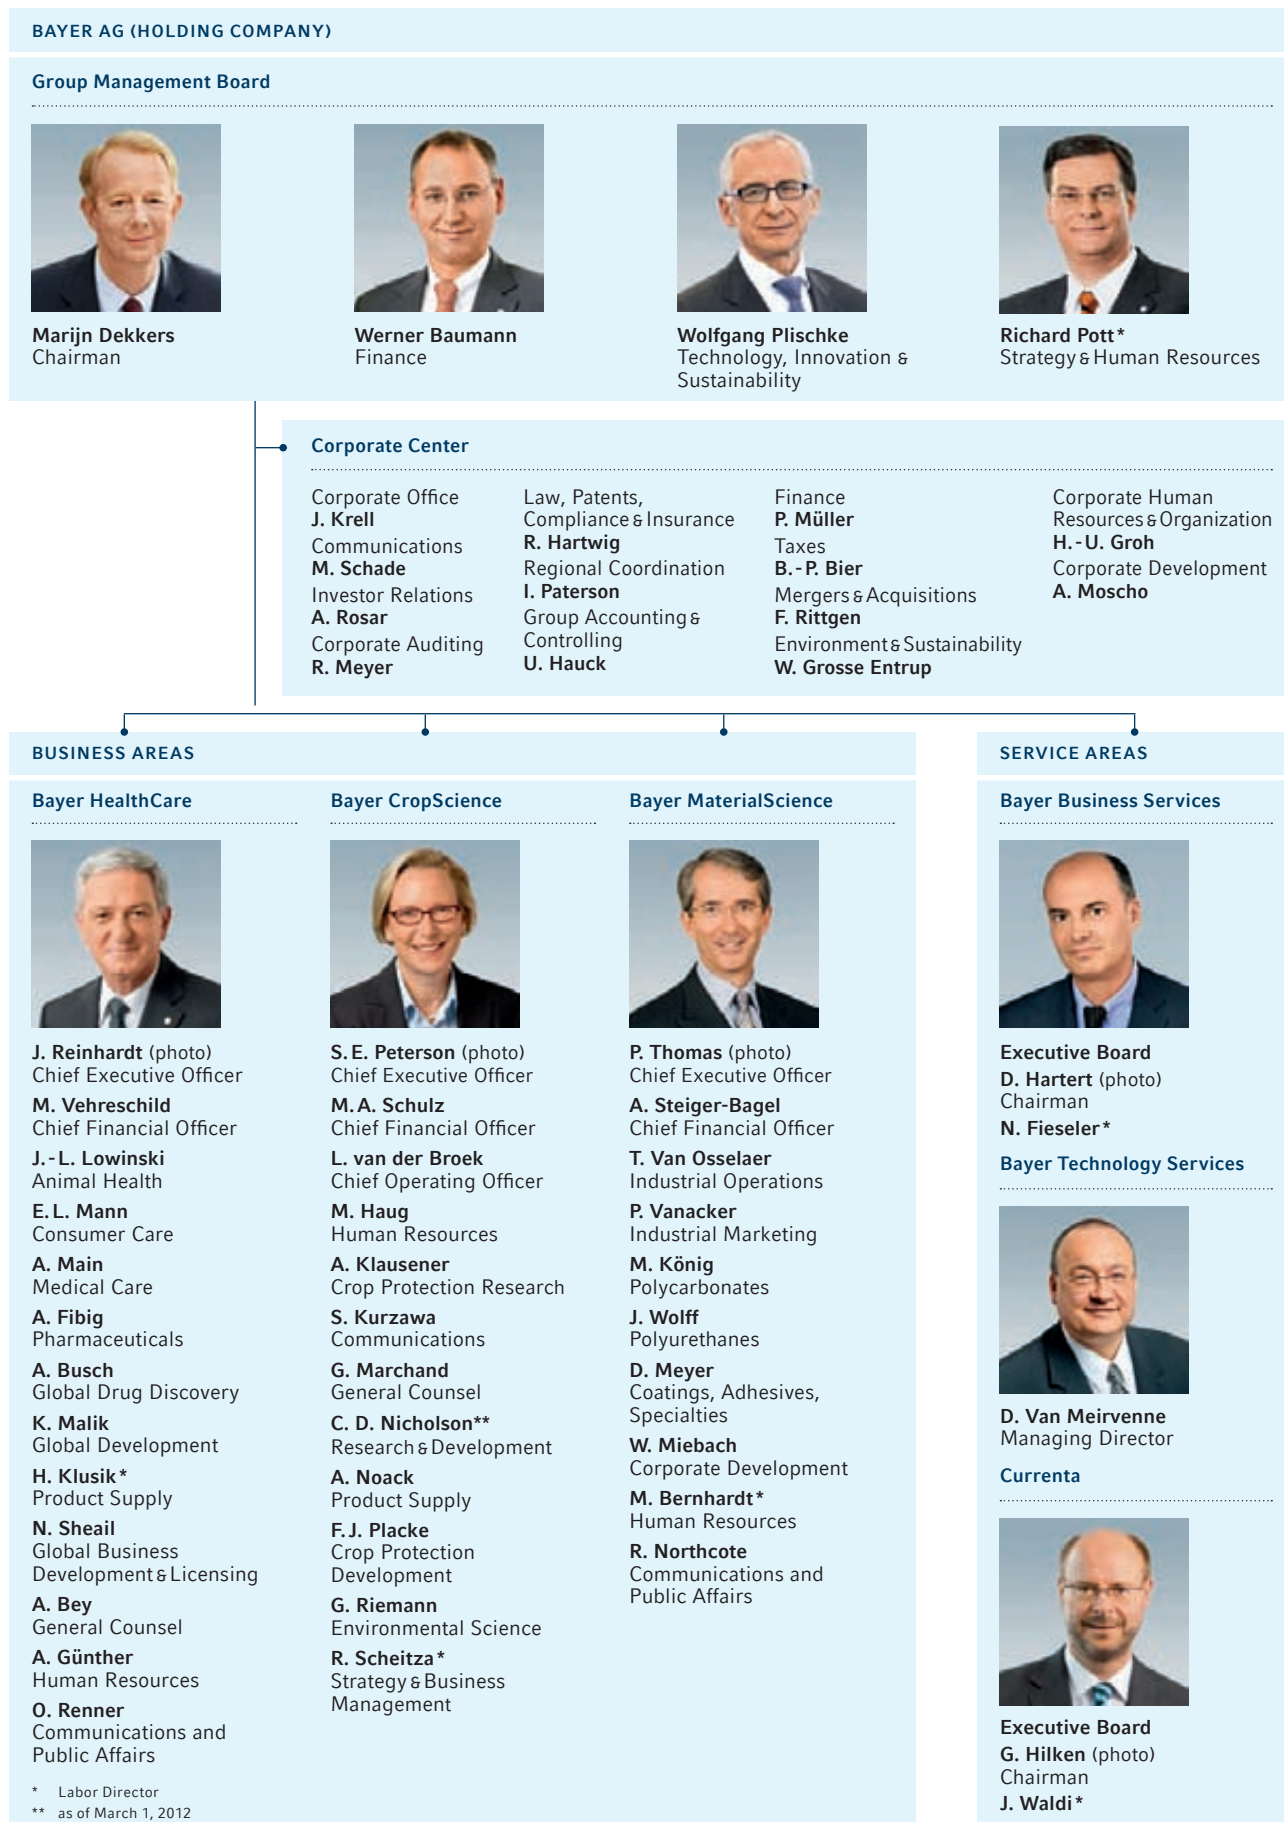 BAYER AG (HOLDING COMPANY)
Group Management Board
Marijn Dekkers
Chairman
Werner Baumann
Finance
Wolfgang Plischke
Technology, Innovation &
Sustainability
Richard Pott*
Strategy & Human Resources
Corporate Center
Corporate Office
J. Krell
Communications
M. Schade
Investor Relations
A. Rosar
Corporate Auditing
R. Meyer
Law, Patents,
Compliance & Insurance
R. Hartwig
Regional Coordination
I. Paterson
Group Accounting &
Controlling
U. Hauck
Finance
P. Müller
Taxes
B.-P. Bier
Mergers & Acquisitions
F. Rittgen
Environment & Sustainability
W. Grosse Entrup
Corporate Human
Resources & Organization
H.-U. Groh
Corporate Development
A. Moscho
BUSINESS AREAS
Bayer HealthCare
J. Reinhardt (photo)
Chief Executive Officer
M. Vehreschild
Chief Financial Officer
J.-L. Lowinski
Animal Health
E. L. Mann
Consumer Care
A. Main
Medical Care
A. Fibig
Pharmaceuticals
A. Busch
Global Drug Discovery
K. Malik
Global Development
H. Klusik*
Product Supply
N. Sheail
Global Business
Development & Licensing
A. Bey
General Counsel
A. Günther
Human Resources
O. Renner
Communications and
Public Affairs
Bayer CropScience
S. E. Peterson (photo)
Chief Executive Officer
M. A. Schulz
Chief Financial Officer
L. van der Broek
Chief Operating Officer
M. Haug
Human Resources
A. Klausener
Crop Protection Research
S. Kurzawa
Communications
G. Marchand
General Counsel
C. D. Nicholson**
Research & Development
A. Noack
Product Supply
F. J. Placke
Crop Protection
Development
G. Riemann
Environmental Science
R. Scheitza*
Strategy & Business
Management
Bayer MaterialScience
P. Thomas (photo)
Chief Executive Officer
A. Steiger-Bagel
Chief Financial Officer
T. Van Osselaer
Industrial Operations
P. Vanacker
Industrial Marketing
M. König
Polycarbonates
J. Wolff
Polyurethanes
D. Meyer
Coatings, Adhesives,
Specialties
W. Miebach
Corporate Development
M. Bernhardt*
Human Resources
R. Northcote
Communications and
Public Affairs
* Labor Director
** as of March 1, 2012
SERVICE AREAS
Bayer Business Services
Executive Board
D. Hartert (photo)
Chairman
N. Fieseler*
Bayer Technology Services
D. Van Meirvenne
Managing Director
Currenta
Executive Board
G. Hilken (photo)
Chairman
J. Waldi*